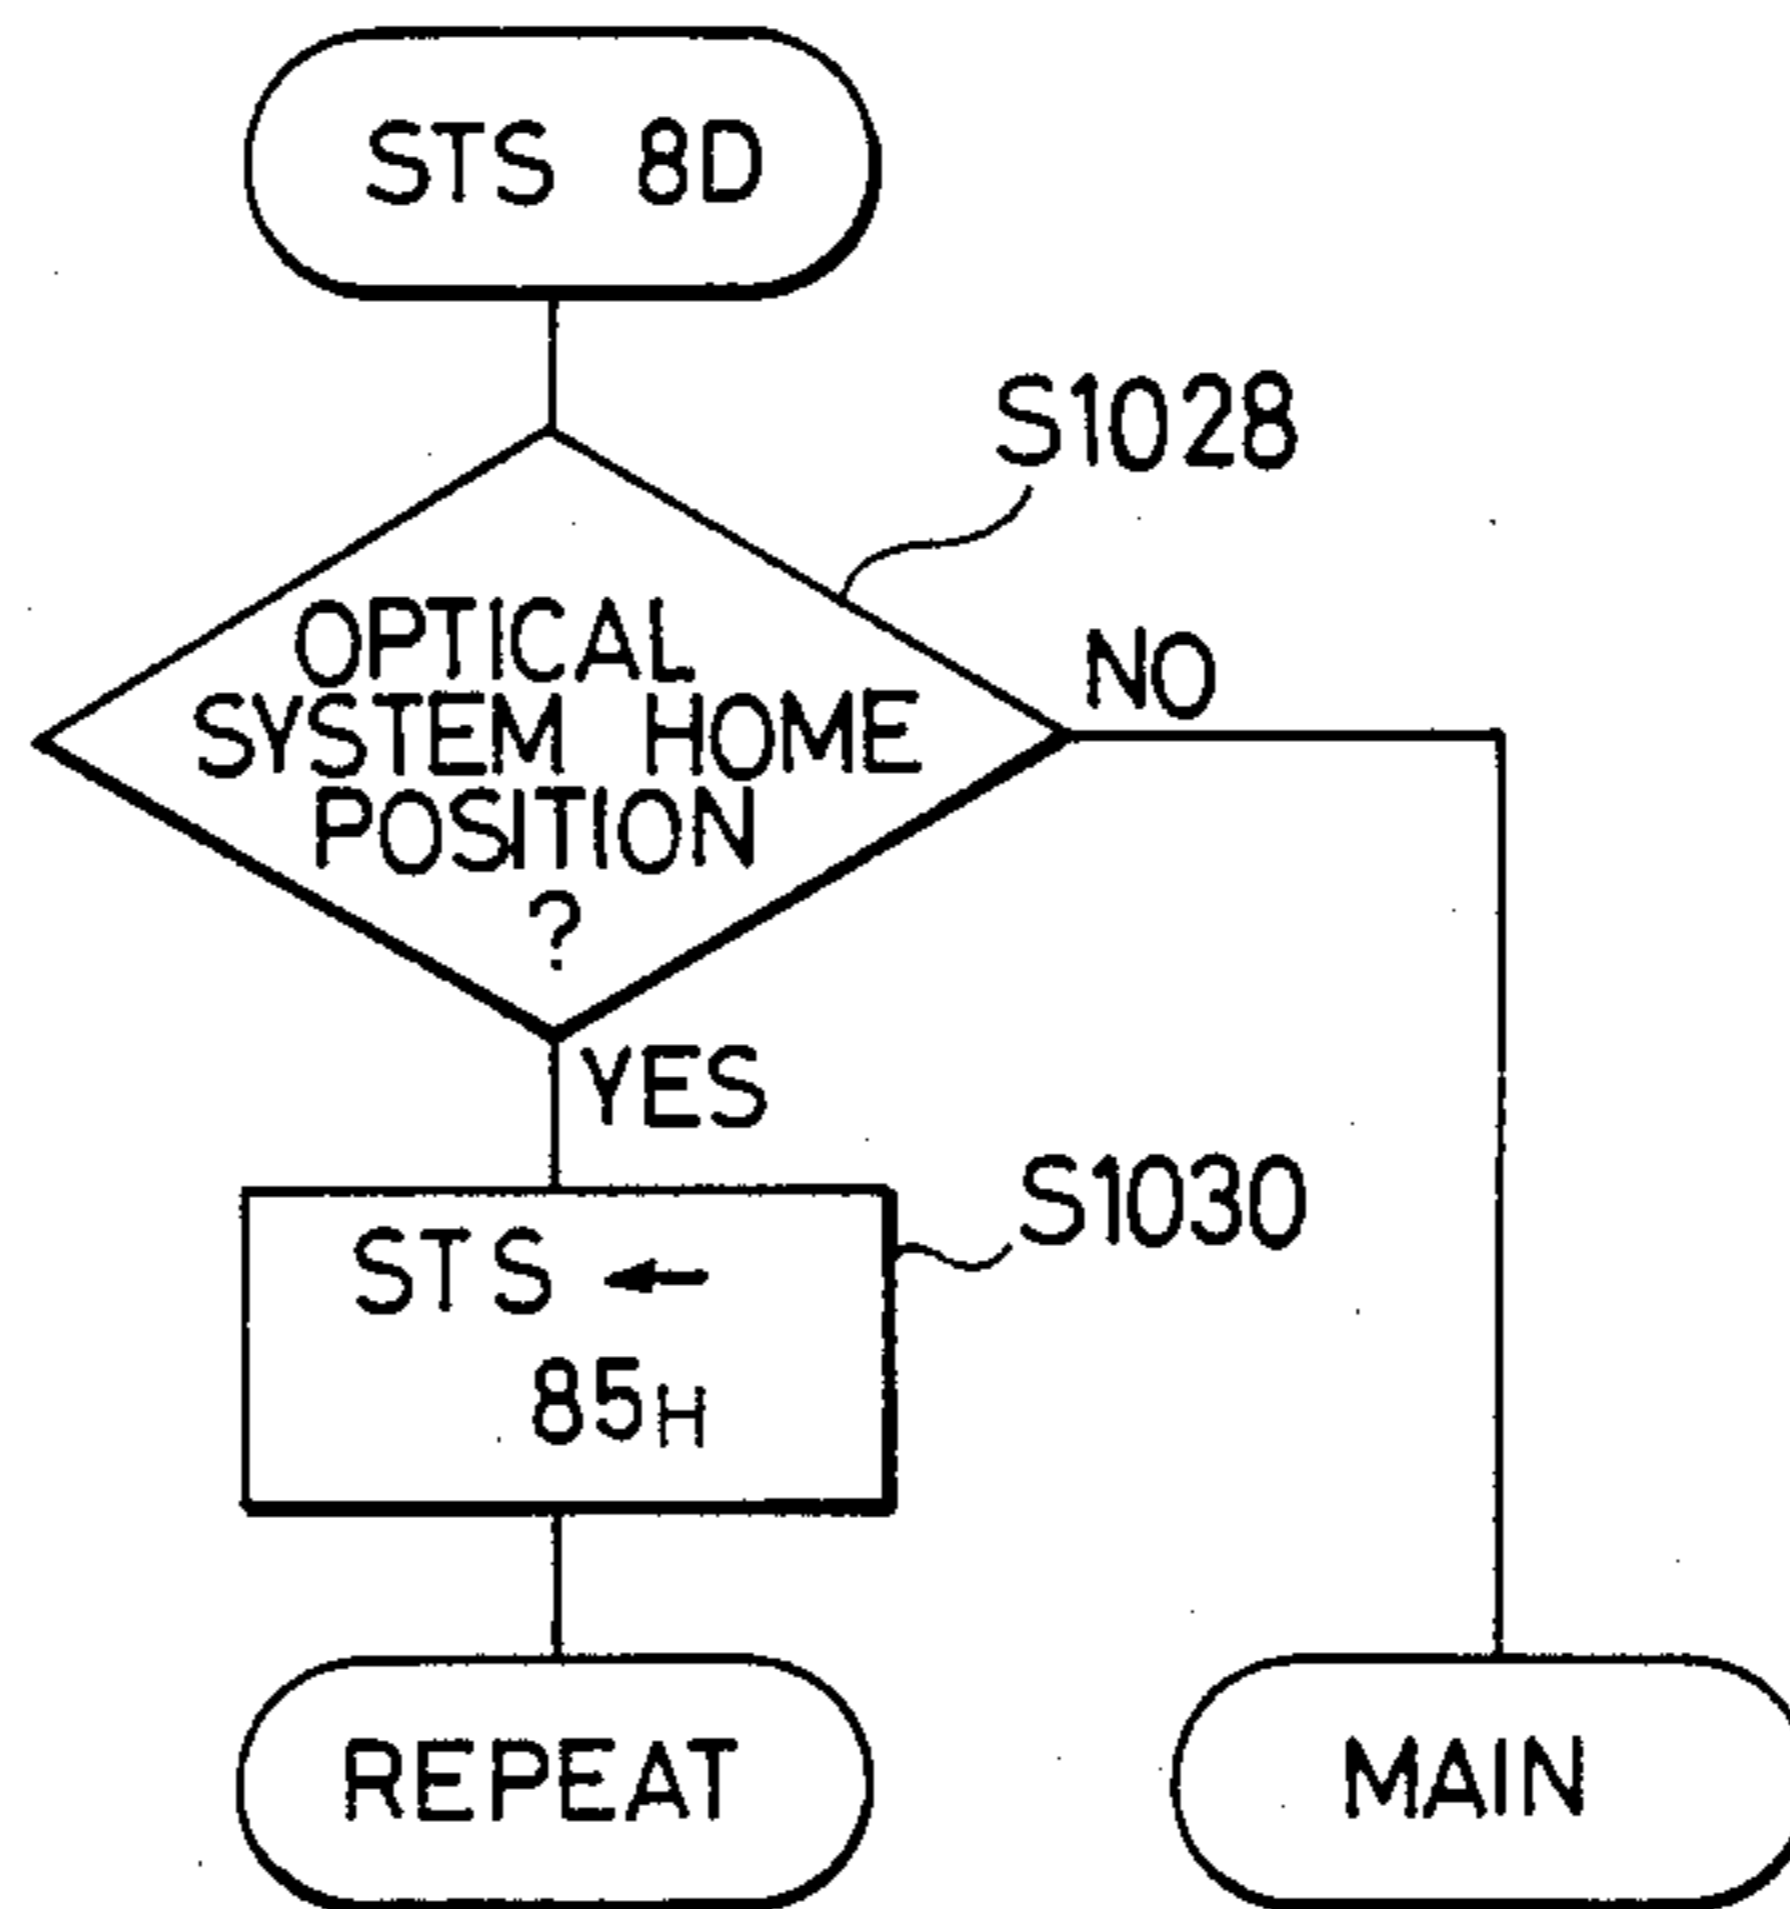 STS 8D
S1028
OPTICAL
SYSTEM HOME
POSITION
?
NO
YES
S1030
STS ←
85H
REPEAT
MAIN